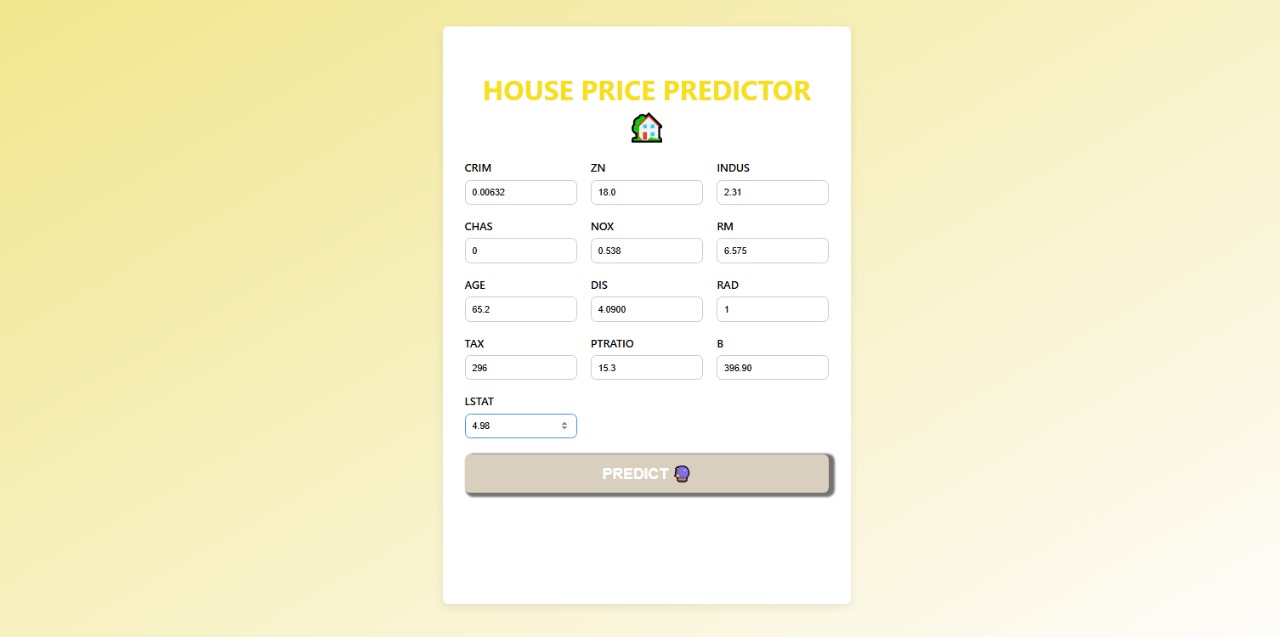 HOUSE PRICE PREDICTOR
CRIM ZN INDUS
0.00632 18.0 2.31
CHAS NOX RM
0 0.538 6.575
AGE DIS RAD
65.2 4.0900 1
TAX PTRATIO B
296 15.3 396.90
LSTAT
4.98
PREDICT